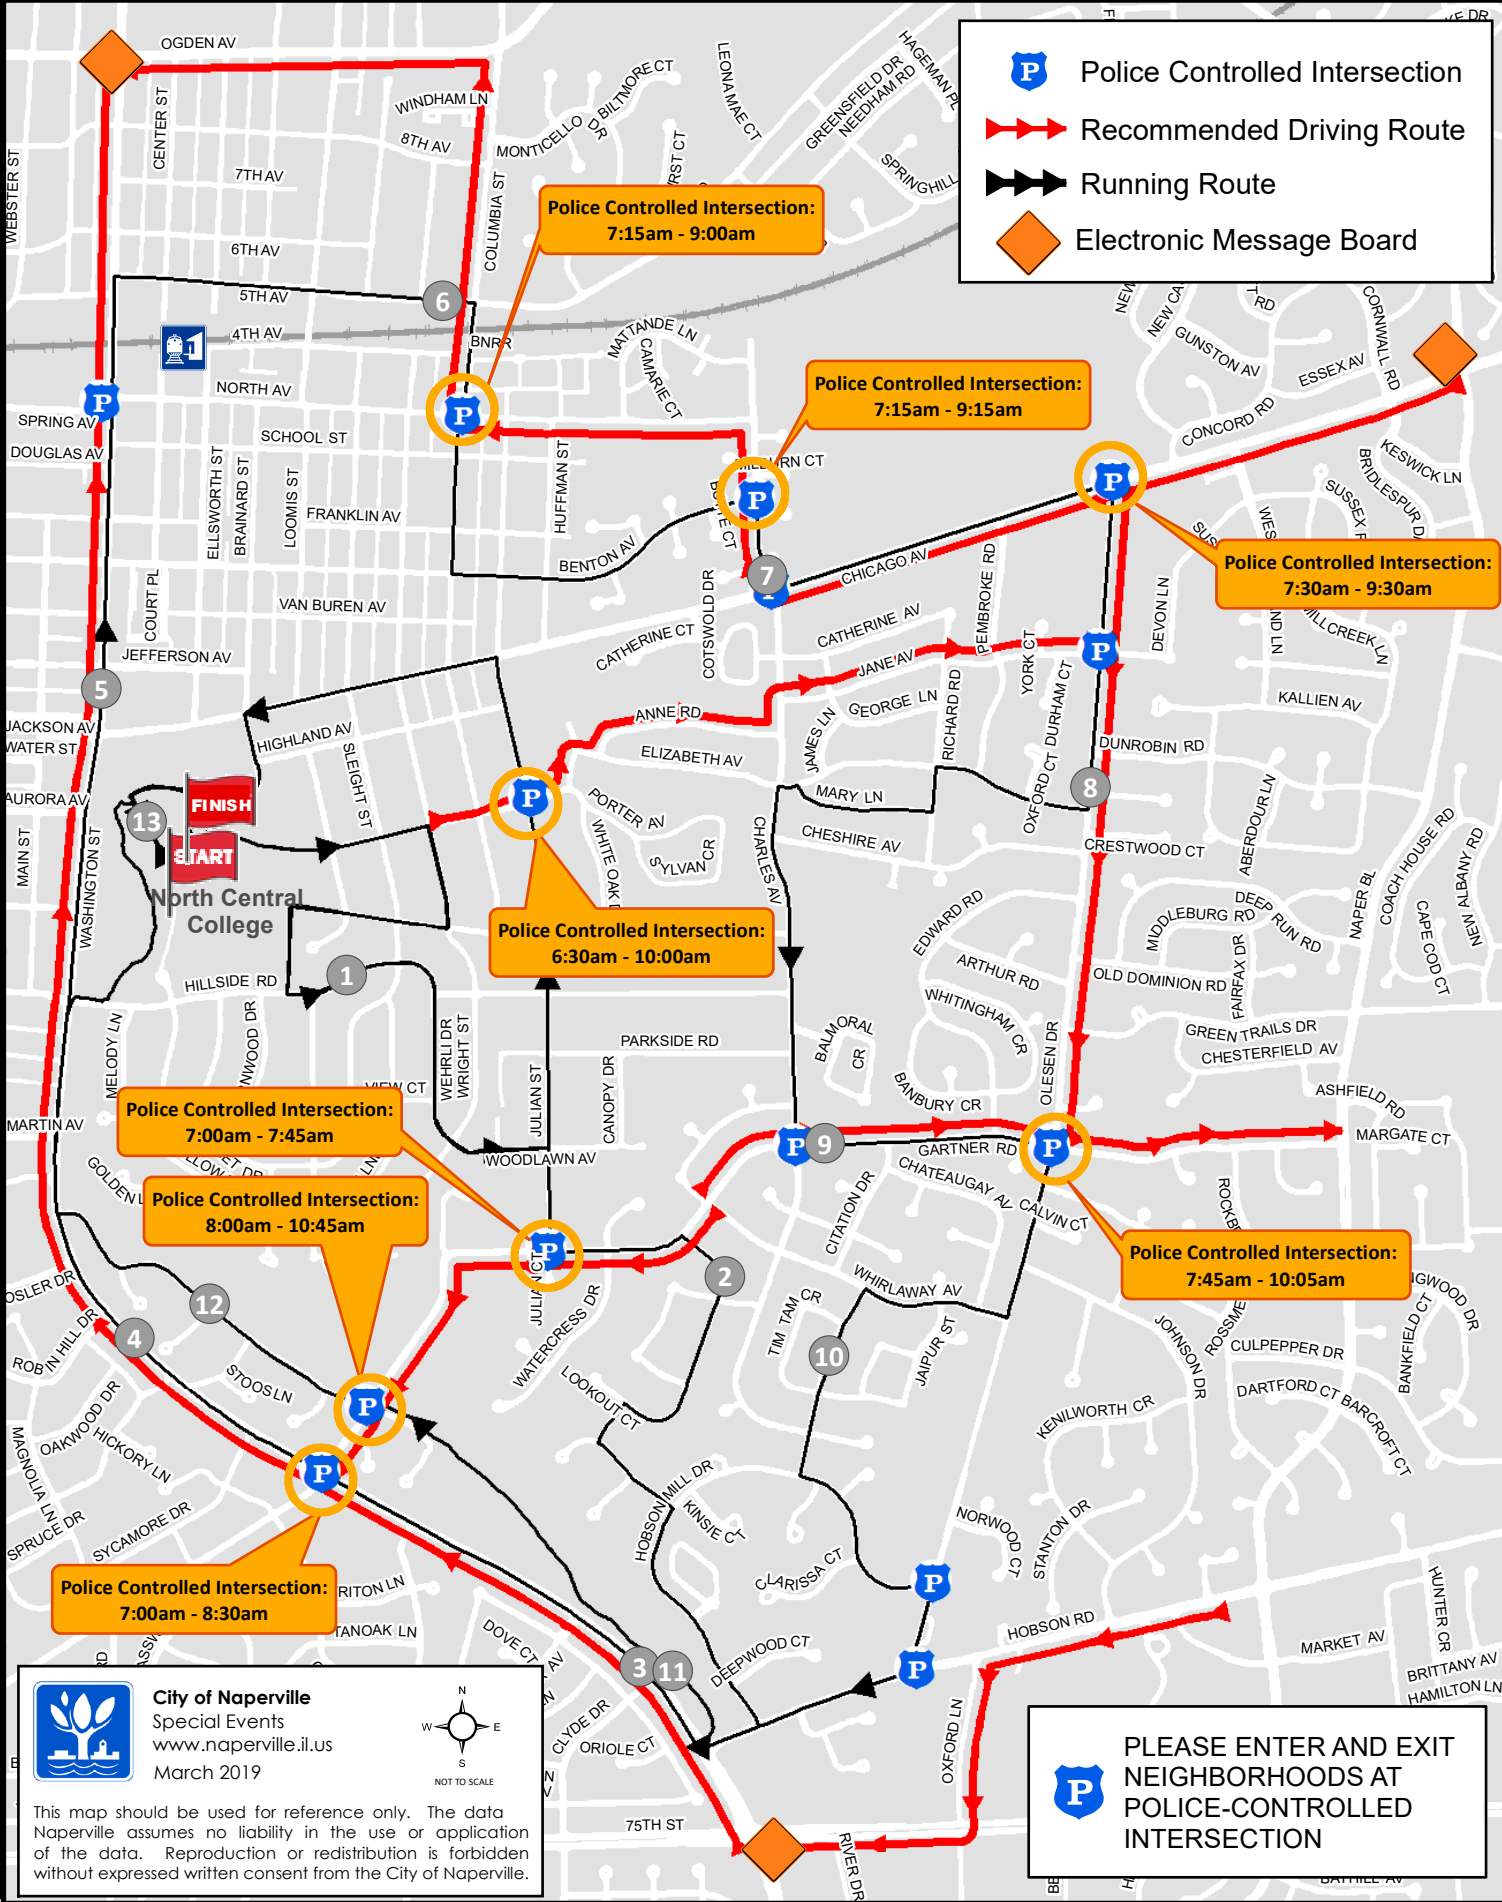 OGDEN AV
CENTER ST
WINDHAM LN
8TH AV
MONTICELLO DR
BILTMORE CT
LEONA MAE CT
HAGEMAN PL
GREENSFIELD DR
NEEDHAM RD
SPRINGHILL
WEBSTER ST
7TH AV
6TH AV
5TH AV
4TH AV
COLUMBIA ST
BNRR
NORTH AV
SPRING AV
SCHOOL ST
DOUGLAS AV
ELLSWORTH ST
BRAINARD ST
LOOMIS ST
FRANKLIN AV
HUFFMAN ST
BENTON AV
MATTANDE LN
CAMARIE CT
P
Police Controlled Intersection
Recommended Driving Route
Running Route
Electronic Message Board
Police Controlled Intersection:
7:15am - 9:00am
Police Controlled Intersection:
7:15am - 9:15am
Police Controlled Intersection:
7:30am - 9:30am
GUNSTON AV
ESSEX AV
CORNWALL RD
CONCORD RD
KESWICK LN
6
7
CHICAGO AV
PEMBROKE RD
DEVON LN
MILLCREEK LN
COURT PL
VAN BUREN AV
JEFFERSON AV
CATHERINE CT
COTSWOLD DR
CATHERINE AV
JANE AV
YORK CT
DURHAM CT
5
JACKSON AV
WATER ST
HIGHLAND AV
SLEIGHT ST
ANNE RD
GEORGE LN
RICHARD RD
JAMES LN
KALLIEN AV
DUNROBIN RD
ELIZABETH AV
OXFORD CT
8
AURORA AV
MAIN ST
WASHINGTON ST
13
FINISH
START
North Central
College
PORTER AV
SYLVAN CR
MARY LN
CHESHIRE AV
CHARLES AV
CRESTWOOD CT
ABERDOUR LN
COACH HOUSE RD
NEW ALBANY RD
NAPER BL
CAPE COD CT
DEEP RUN RD
MIDDLEBURG RD
FAIRFAX DR
Police Controlled Intersection:
6:30am - 10:00am
EDWARD RD
ARTHUR RD
WHITINGHAM CR
OLD DOMINION RD
HILLSIDE RD
1
MELODY LN
WEHRLI DR
WRIGHT ST
PARKSIDE RD
JULIAN ST
CANOPY DR
BALMORAL CR
OLESEN DR
GREEN TRAILS DR
CHESTERFIELD AV
ASHFIELD RD
MARGATE CT
BANBURY CR
MARTIN AV
WOODLAWN AV
9
GARTNER RD
CHATEAUGAY AV
CALVIN CT
CITATION DR
Police Controlled Intersection:
7:00am - 7:45am
Police Controlled Intersection:
8:00am - 10:45am
Police Controlled Intersection:
7:45am - 10:05am
12
4
2
JULIAN CT
WATERCRESS DR
WHIRLAWAY AV
TIM TAM CR
JAIPUR ST
10
JOHNSON DR
CULPEPPER DR
BANKFIELD CT
DARTFORD CT
BARCROFT CT
KENILWORTH CR
OSLER DR
ROBIN HILL DR
STOOS LN
OAKWOOD DR
HICKORY LN
MAGNOLIA LN
SPRUCE DR
SYCAMORE DR
LOOKOUT CT
HOBSON MILL DR
KINSIE CT
CLARISSA CT
NORWOOD CT
STANTON DR
Police Controlled Intersection:
7:00am - 8:30am
TANOAK LN
DOVE CT
3
11
DEEPWOOD CT
HOBSON RD
MARKET AV
HUNTER CR
BRITTANY AV
HAMILTON LN
CLYDE DR
ORIOLE CT
OXFORD LN
75TH ST
RIVER DR
City of Naperville
Special Events
www.naperville.il.us
March 2019
N
W
E
S
NOT TO SCALE
This map should be used for reference only. The data
Naperville assumes no liability in the use or application
of the data. Reproduction or redistribution is forbidden
without expressed written consent from the City of Naperville.
P
PLEASE ENTER AND EXIT
NEIGHBORHOODS AT
POLICE-CONTROLLED
INTERSECTION